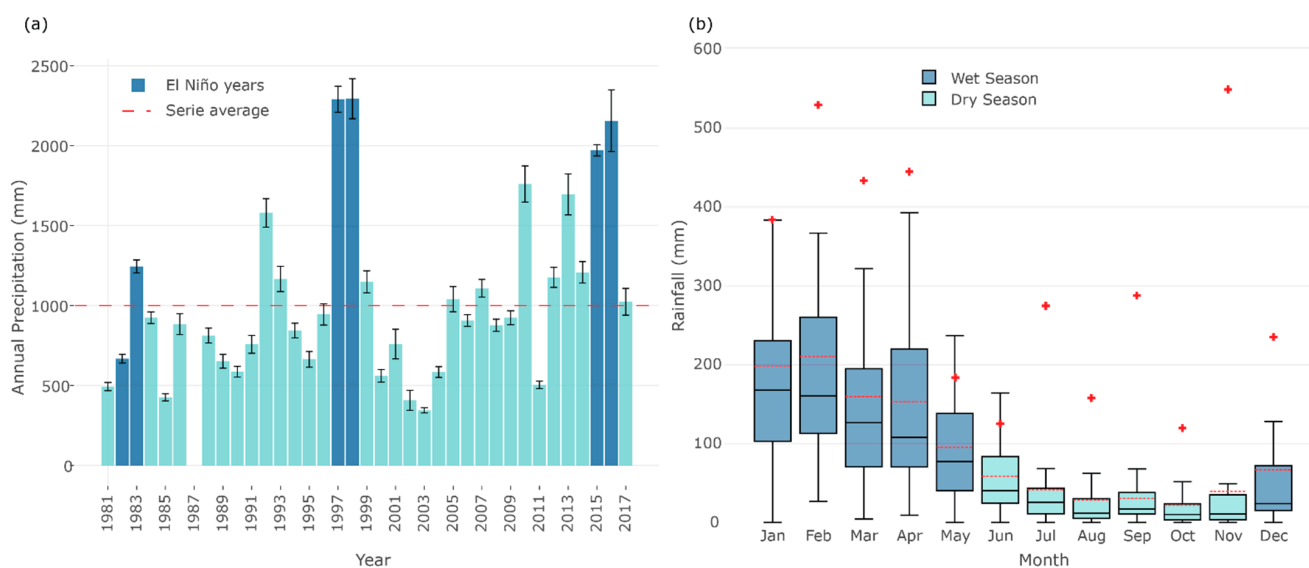 (a)
El Niño years
Serie average
Annual Precipitation (mm)
2500
2000
1500
1000
500
0
1981
1983
1985
1987
1989
1991
1993
1995
1997
1999
2001
2003
2005
2007
2009
2011
2013
2015
2017
Year
(b)
Wet Season
Dry Season
Rainfall (mm)
600
500
400
300
200
100
0
Jan
Feb
Mar
Apr
May
Jun
Jul
Aug
Sep
Oct
Nov
Dec
Month